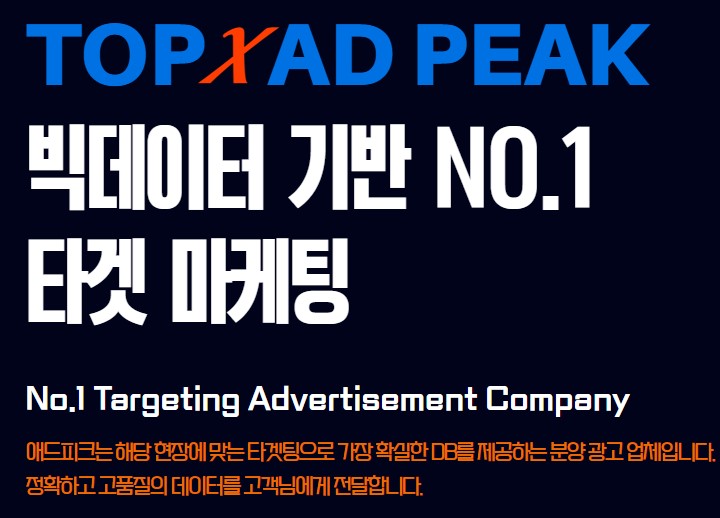 TOP X AD PEAK
빅데이터 기반 NO.1
타겟 마케팅
No.1 Targeting Advertisement Company
애드피크는 해당 현장에 맞는 타겟팅으로 가장 확실한 DB를 제공하는 분양 광고 업체입니다.
정확하고 고품질의 데이터를 고객님에게 전달합니다.